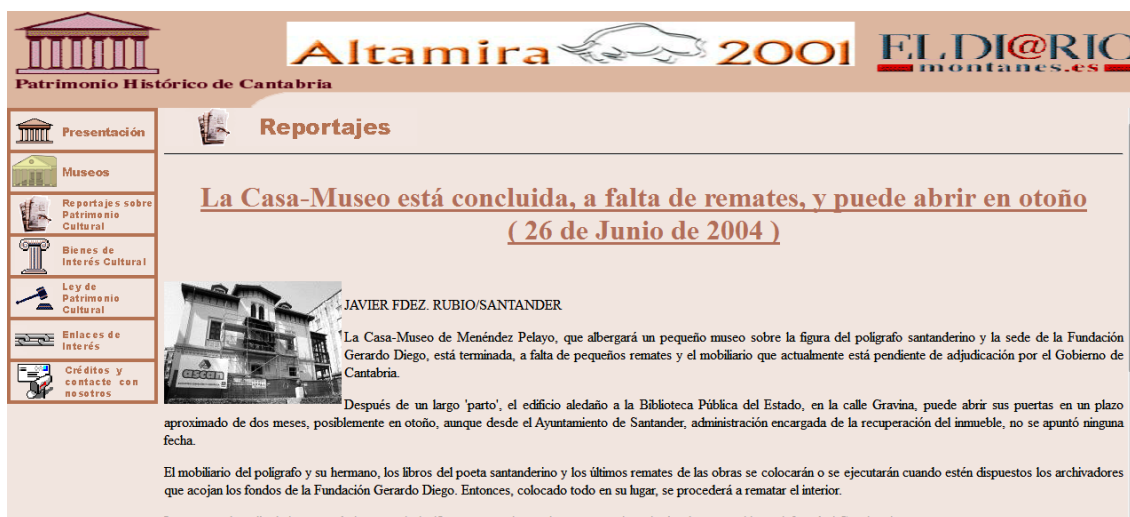 Patrimonio Histórico de Cantabria
Altamira 2001
ELDI@RIO
montanes.es
Presentación
Museos
Reportajes sobre
Patrimonio
Cultural
Bienes de
Interés Cultural
Ley de
Patrimonio
Cultural
Enlaces de
Interés
Créditos y
contacte con
nosotros
Reportajes
La Casa-Museo está concluida, a falta de remates, y puede abrir en otoño
( 26 de Junio de 2004 )
ascan
JAVIER FDEZ. RUBIO/SANTANDER
La Casa-Museo de Menéndez Pelayo, que albergará un pequeño museo sobre la figura del polígrafo santanderino y la sede de la Fundación
Gerardo Diego, está terminada, a falta de pequeños remates y el mobiliario que actualmente está pendiente de adjudicación por el Gobierno de
Cantabria.
Después de un largo 'parto', el edificio aledaño a la Biblioteca Pública del Estado, en la calle Gravina, puede abrir sus puertas en un plazo
aproximado de dos meses, posiblemente en otoño, aunque desde el Ayuntamiento de Santander, administración encargada de la recuperación del inmueble, no se apuntó ninguna
fecha.
El mobiliario del polígrafo y su hermano, los libros del poeta santanderino y los últimos remates de las obras se colocarán o se ejecutarán cuando estén dispuestos los archivadores
que acojan los fondos de la Fundación Gerardo Diego. Entonces, colocado todo en su lugar, se procederá a rematar el interior.